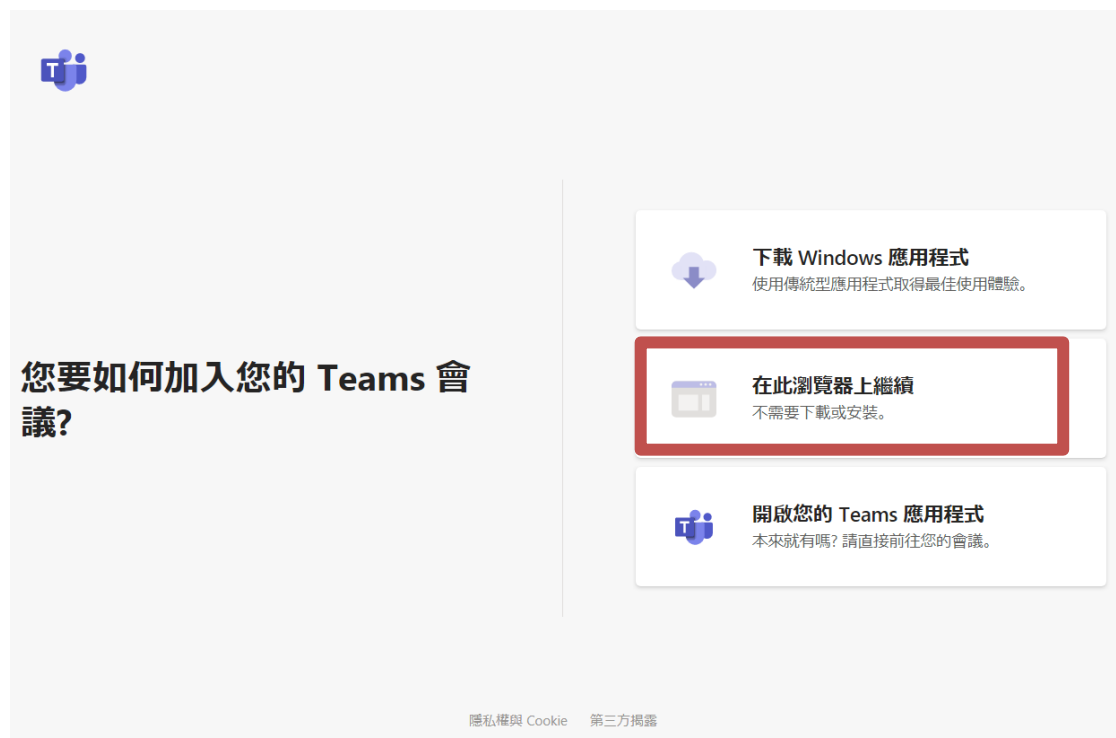 您要如何加入您的 Teams 會
議?
下載 Windows 應用程式
使用傳統型應用程式取得最佳使用體驗。
在此瀏覽器上繼續
不需要下載或安裝。
開啟您的 Teams 應用程式
本來就有嗎? 請直接前往您的會議。
隱私權與 Cookie 第三方揭露